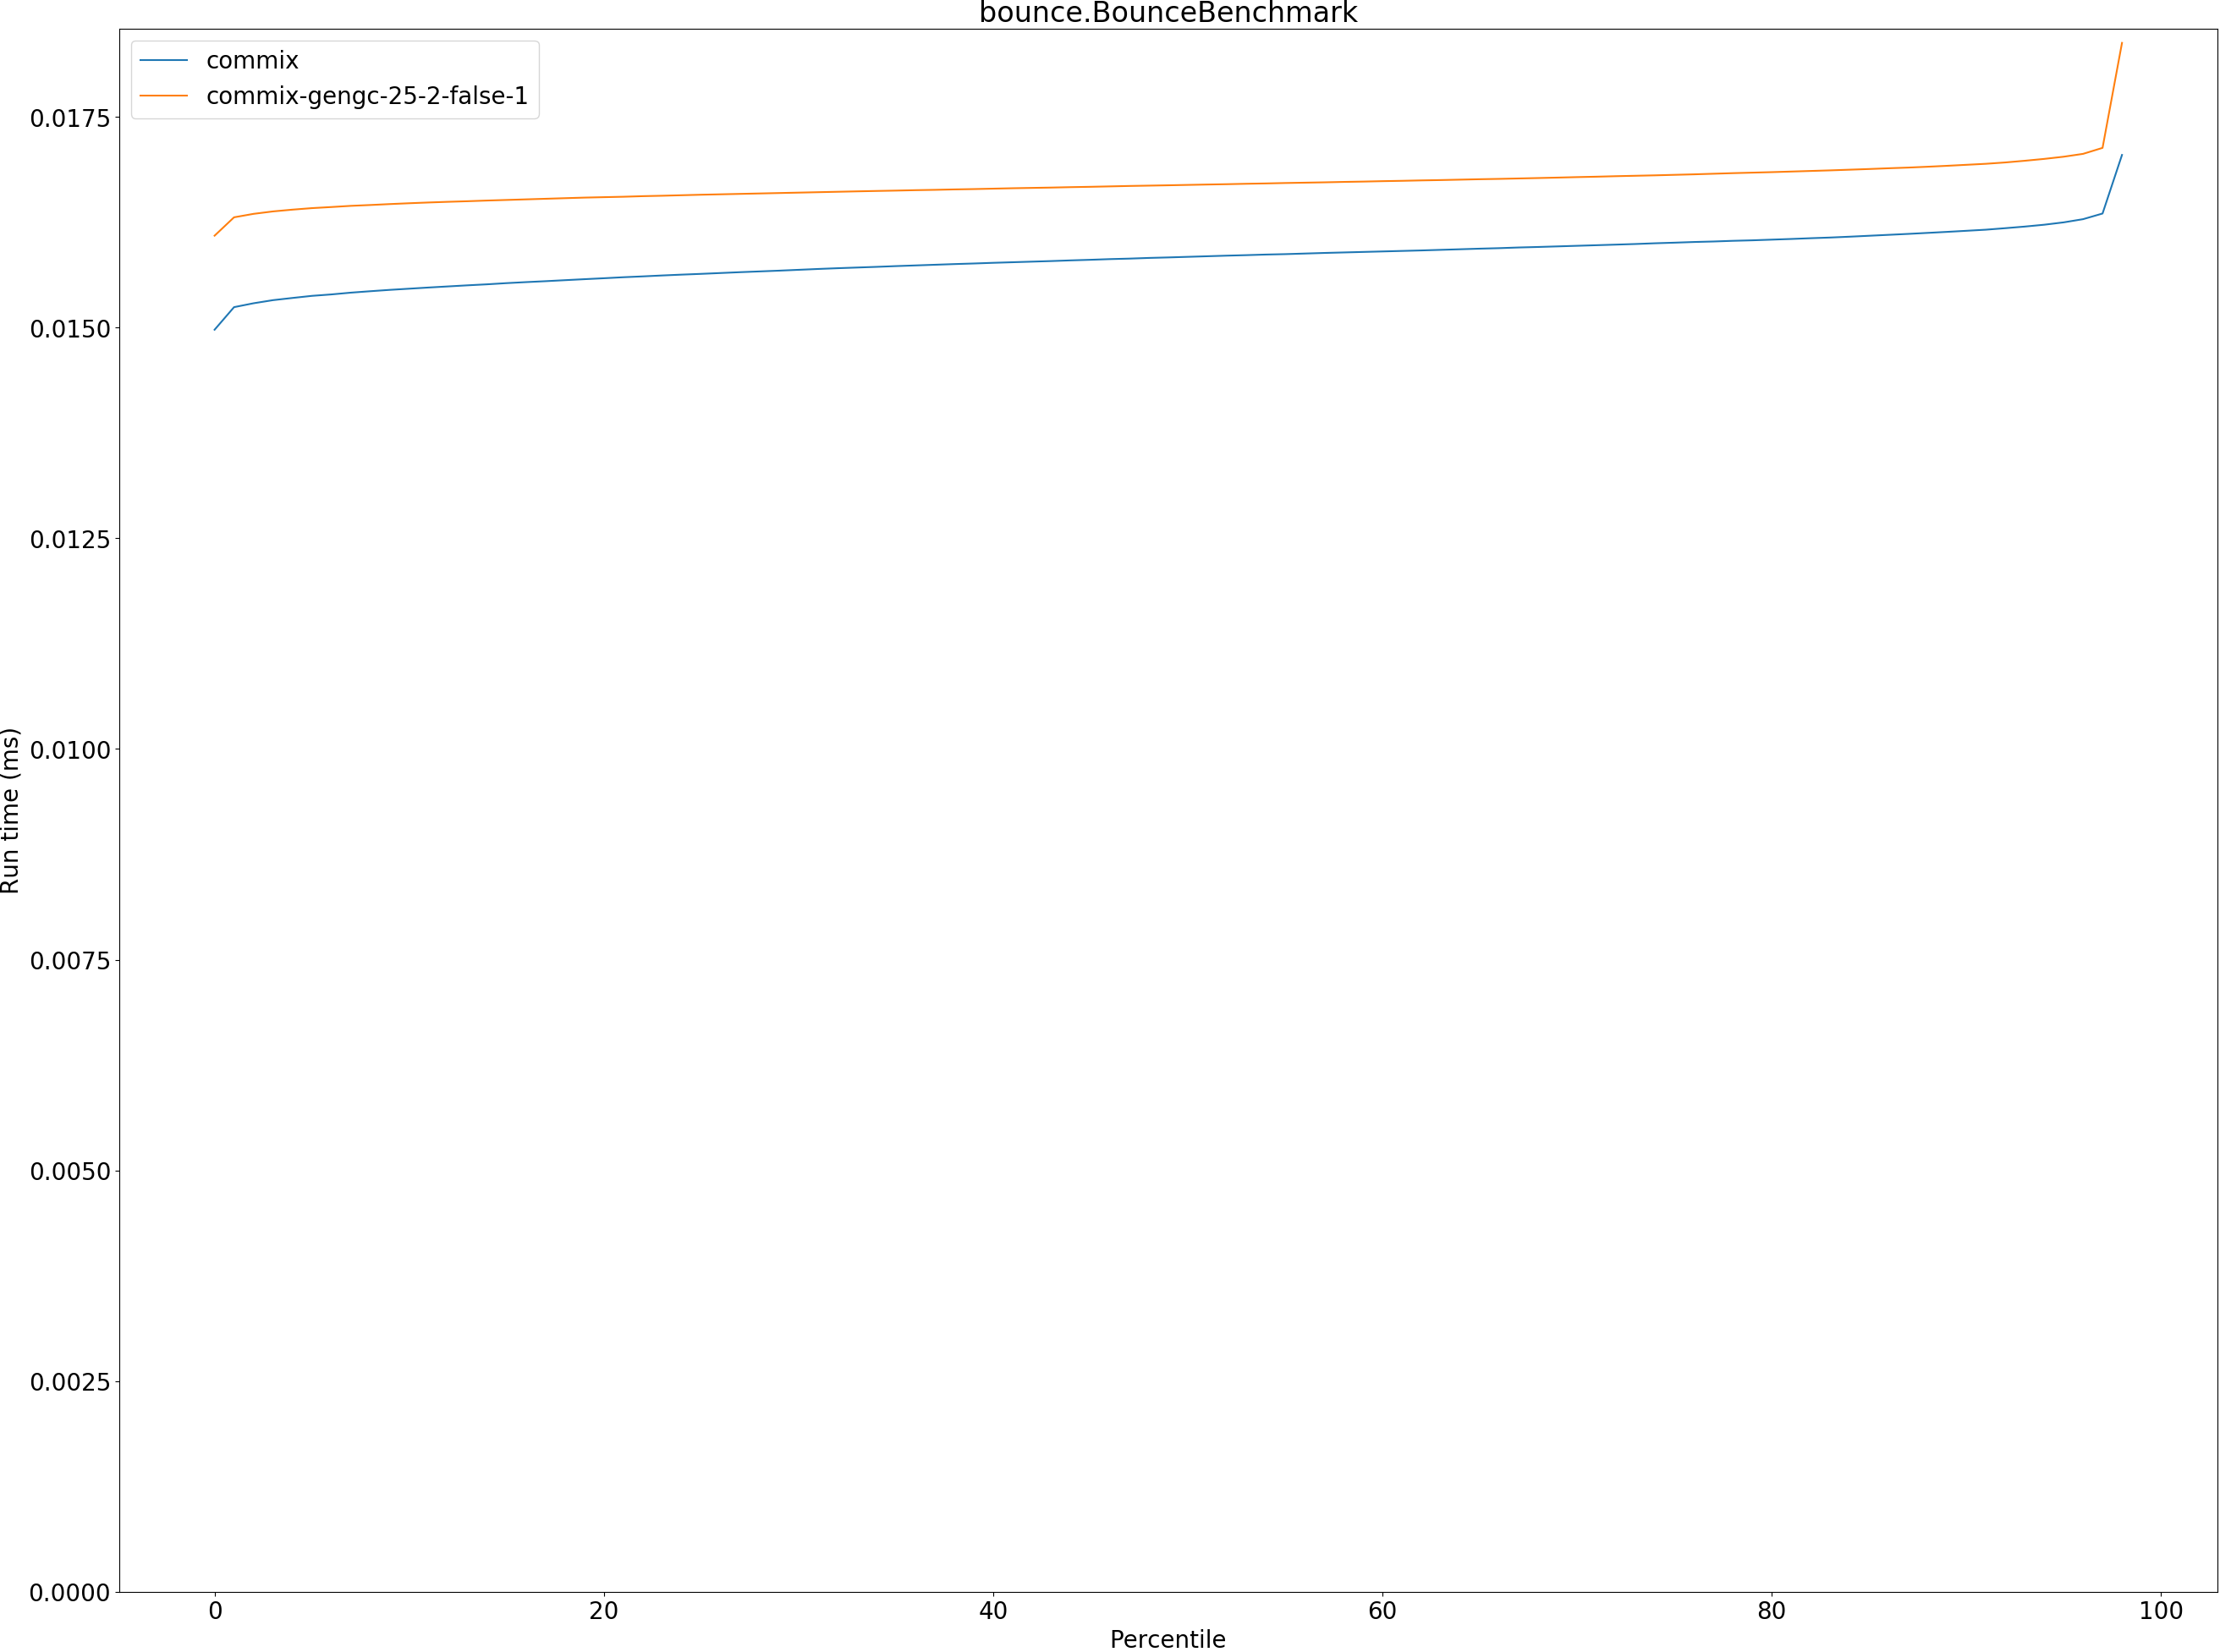 bounce.BounceBenchmark
commix
commix-gengc-25-2-false-1
0.0175
0.0150
0.0125
0.0100
0.0075
0.0050
0.0025
0.0000
Run time (ms)
0 20 40 60 80 100
Percentile